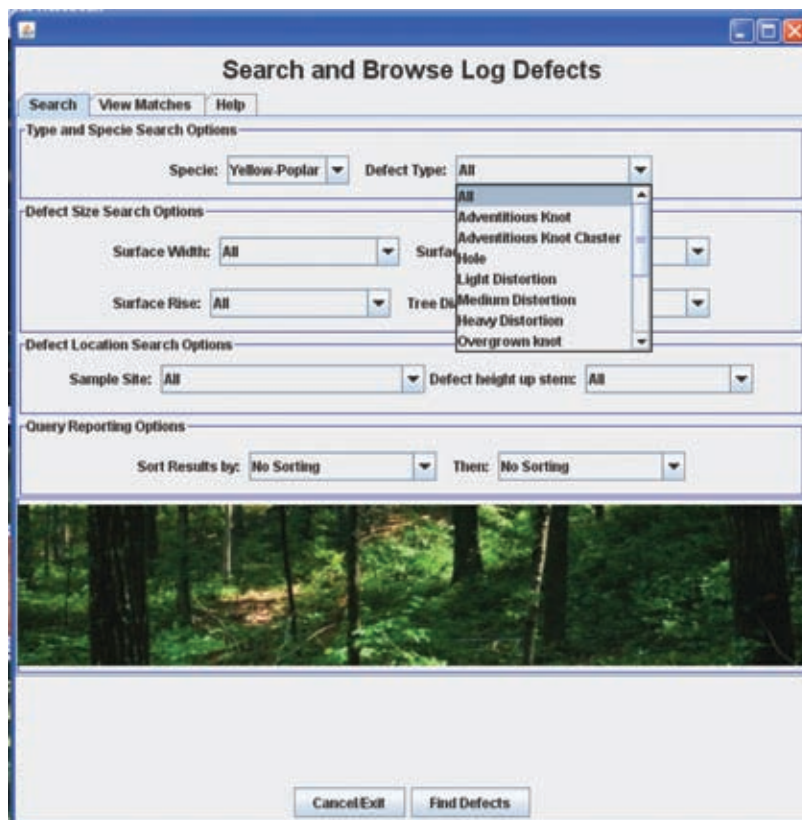 Search and Browse Log Defects
Search View Matches Help
Type and Specie Search Options
Specie: Yellow-Poplar Defect Type: All
All
Adventitious Knot
Adventitious Knot Cluster
Hole
Light Distortion
Medium Distortion
Heavy Distortion
Overgrown knot
Defect Size Search Options
Surface Width: All
Surface Rise: All
Defect Location Search Options
Sample Site: All Defect height up stem: All
Query Reporting Options
Sort Results by: No Sorting Then: No Sorting
Cancel/Exit Find Defects